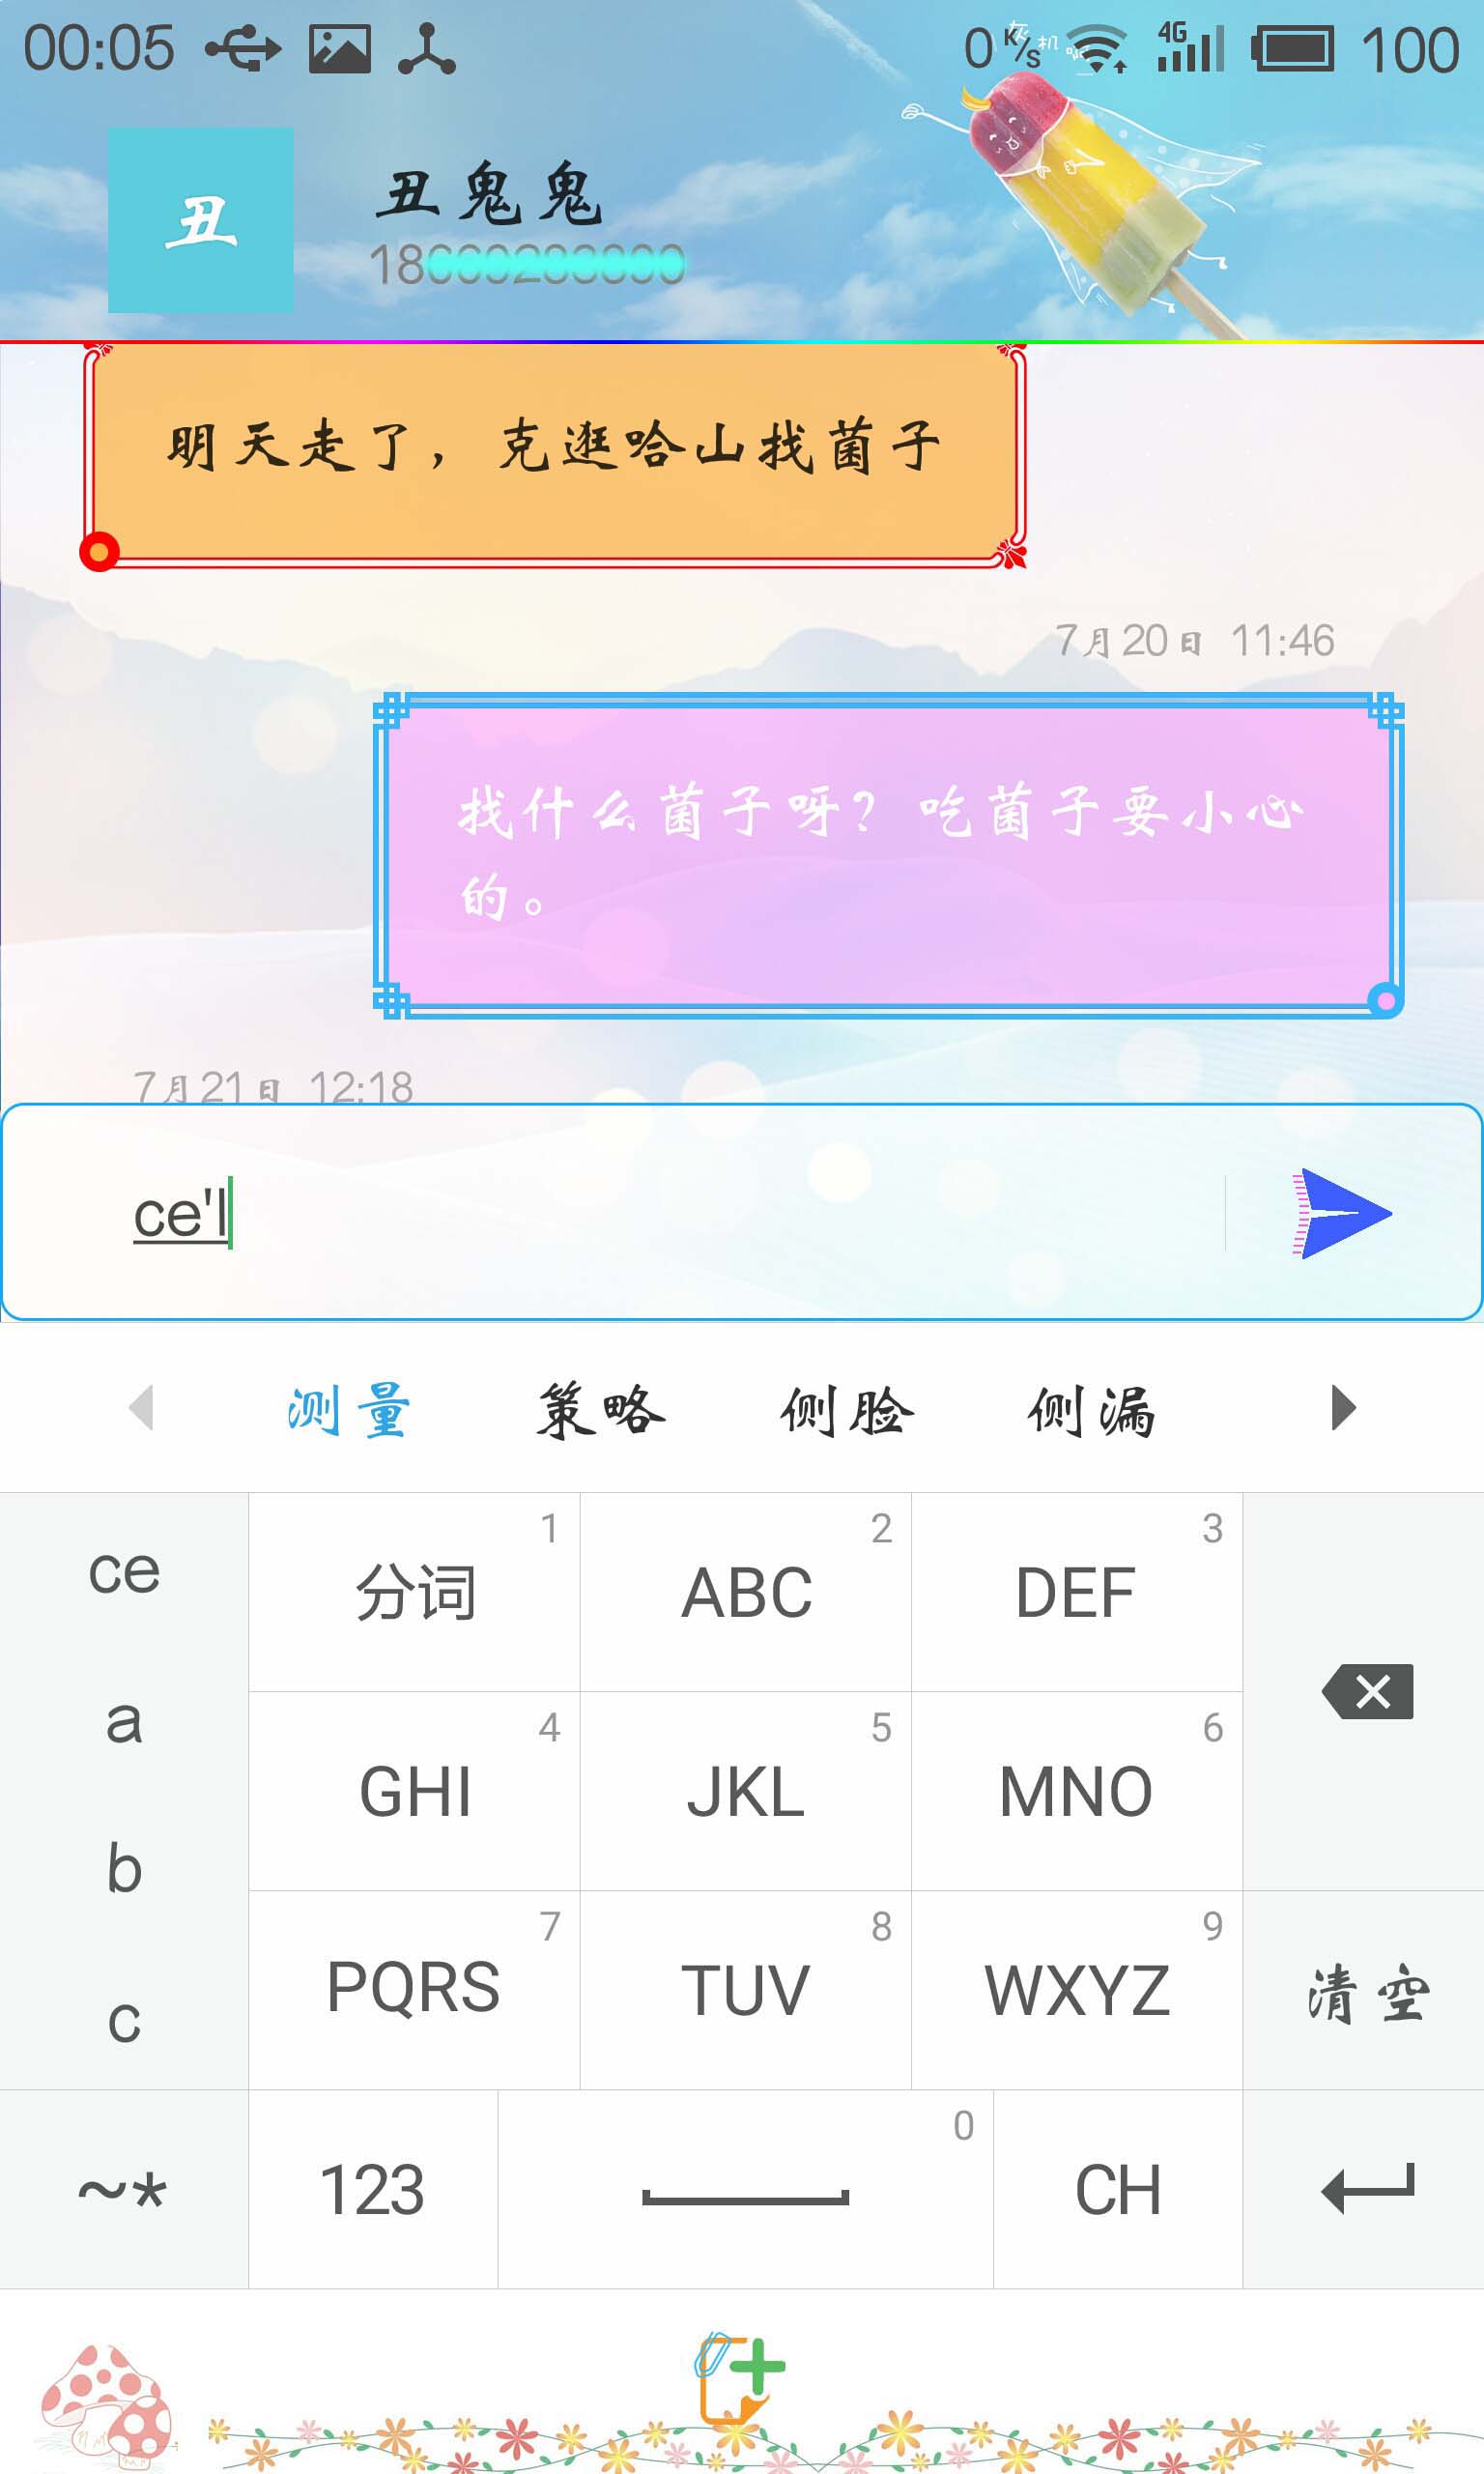 00:05
0 K/s 4G 100
丑
丑鬼鬼
明天走了，克逛哈山找菌子
7月20日 11:46
找什么菌子呀？吃菌子要小心
的。
7月21日 12:18
ce'l
测量 策略 侧脸 侧漏
ce
a
b
c
1 分词
2 ABC
3 DEF
4 GHI
5 JKL
6 MNO
7 PQRS
8 TUV
9 WXYZ
清空
~* 123 0 CH